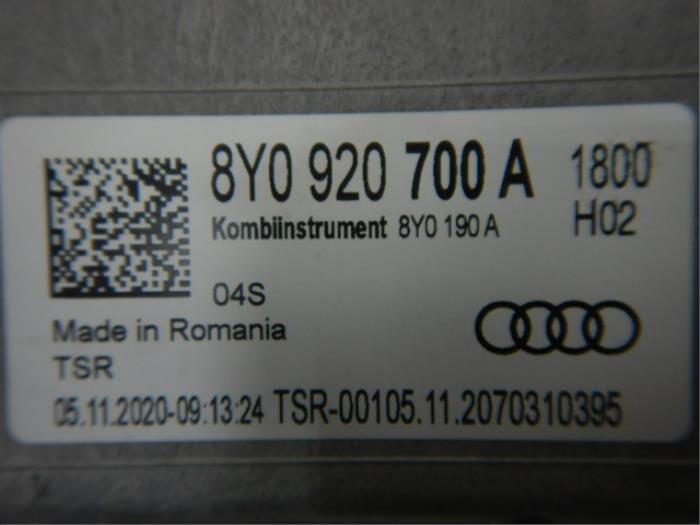 8Y0 920 700 A 1800
Kombiinstrument 8Y0 190 A H02
04S
Made in Romania
TSR
05.11.2020-09:13:24 TSR-00105.11.2070310395